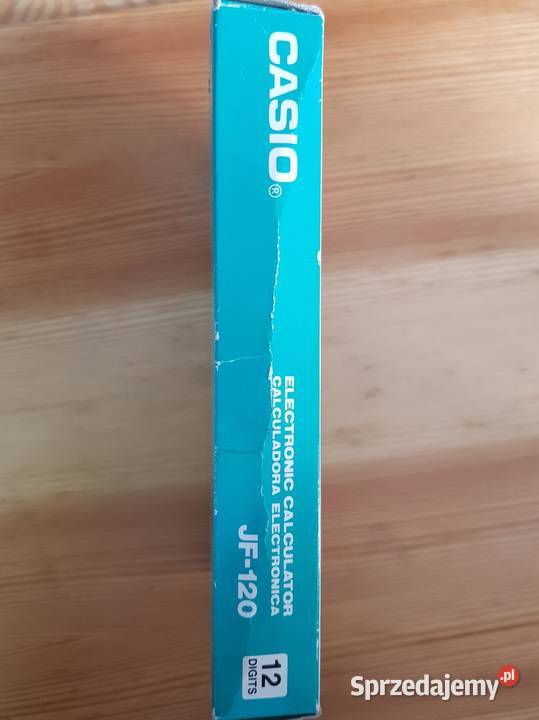 CASIO®
ELECTRONIC CALCULATOR
CALCULADORA ELECTRONICA
JF-120
12
DIGITS
Sprzedajemy.pl